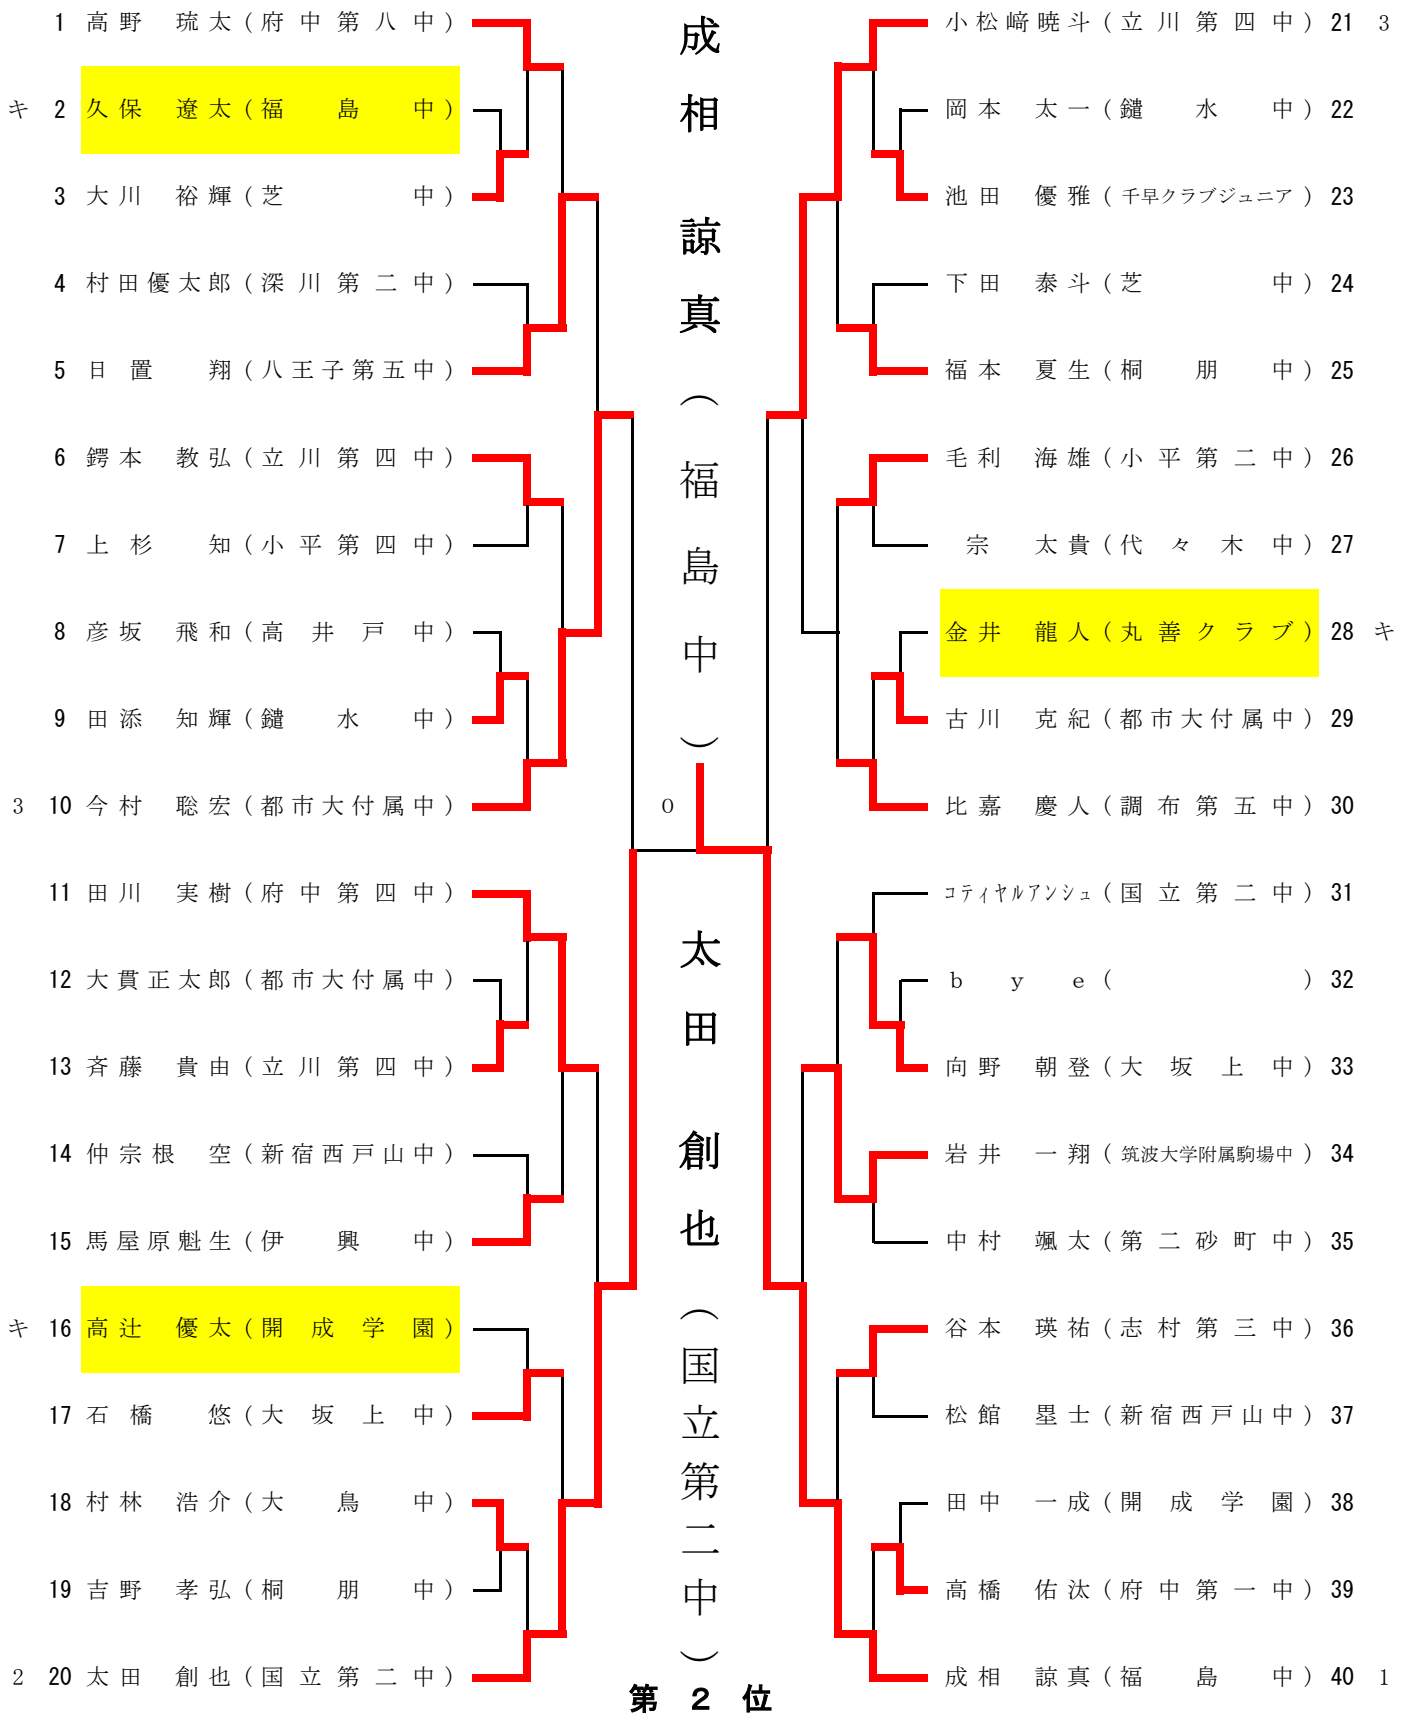 1 高野 琉太(府中第八中)
キ 2 久保 遼太(福島中)
3 大川 裕輝(芝中)
4 村田優太郎(深川第二中)
5 日置 翔(八王子第五中)
6 鍔本 教弘(立川第四中)
7 上杉 知(小平第四中)
8 彦坂 飛和(高井戸中)
9 田添 知輝(鑓水中)
3 10 今村 聡宏(都市大付属中)
11 田川 実樹(府中第四中)
12 大貫正太郎(都市大付属中)
13 斉藤 貴由(立川第四中)
14 仲宗根 空(新宿西戸山中)
15 馬屋原魁生(伊興中)
キ 16 高辻 優太(開成学園)
17 石橋 悠(大坂上中)
18 村林 浩介(大鳥中)
19 吉野 孝弘(桐朋中)
2 20 太田 創也(国立第二中)
成相 諒真(福島中)
0
太田 創也(国立第二中)
第2位
小松﨑暁斗(立川第四中) 21 3
岡本 太一(鑓水中) 22
池田 優雅(千早クラブジュニア) 23
下田 泰斗(芝中) 24
福本 夏生(桐朋中) 25
毛利 海雄(小平第二中) 26
宗 太貴(代々木中) 27
金井 龍人(丸善クラブ) 28 キ
古川 克紀(都市大付属中) 29
比嘉 慶人(調布第五中) 30
コティヤルアンシュ(国立第二中) 31
bye( ) 32
向野 朝登(大坂上中) 33
岩井 一翔(筑波大学附属駒場中) 34
中村 颯太(第二砂町中) 35
谷本 瑛祐(志村第三中) 36
松館 塁士(新宿西戸山中) 37
田中 一成(開成学園) 38
高橋 佑汰(府中第一中) 39
成相 諒真(福島中) 40 1